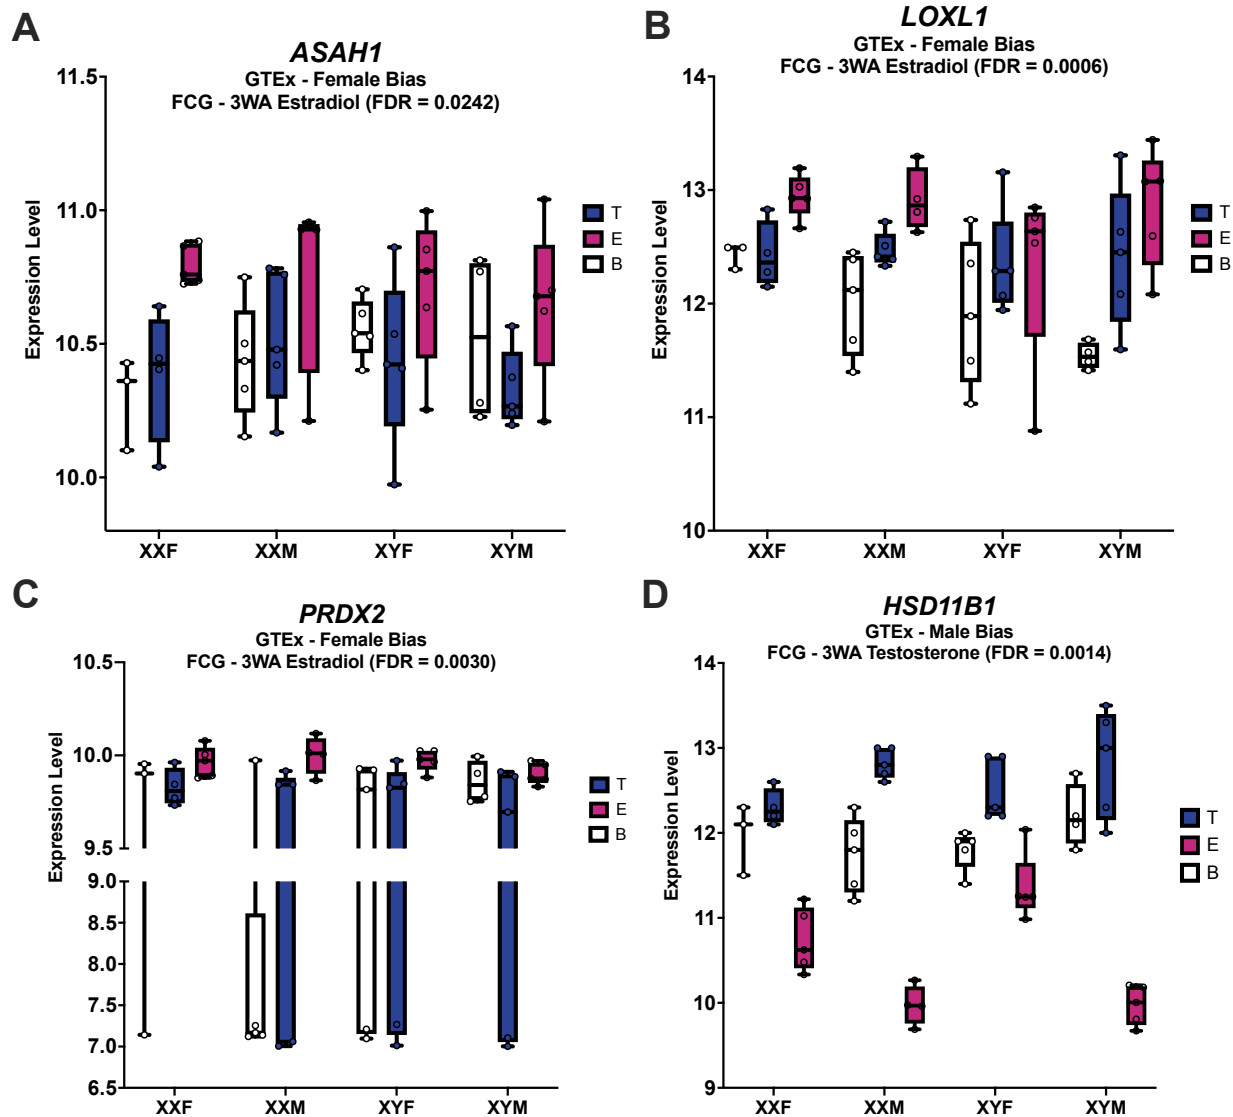 A
ASAH1
GTEx - Female Bias
FCG - 3WA Estradiol (FDR = 0.0242)
Expression Level
11.5
11.0
10.5
10.0
XXF XXM XYF XYM
T
E
B
B
LOXL1
GTEx - Female Bias
FCG - 3WA Estradiol (FDR = 0.0006)
Expression Level
14
13
12
11
10
XXF XXM XYF XYM
T
E
B
C
PRDX2
GTEx - Female Bias
FCG - 3WA Estradiol (FDR = 0.0030)
Expression Level
10.5
10.0
9.5
9.0
8.5
8.0
7.5
7.0
6.5
XXF XXM XYF XYM
T
E
B
D
HSD11B1
GTEx - Male Bias
FCG - 3WA Testosterone (FDR = 0.0014)
Expression Level
14
13
12
11
10
9
XXF XXM XYF XYM
T
E
B